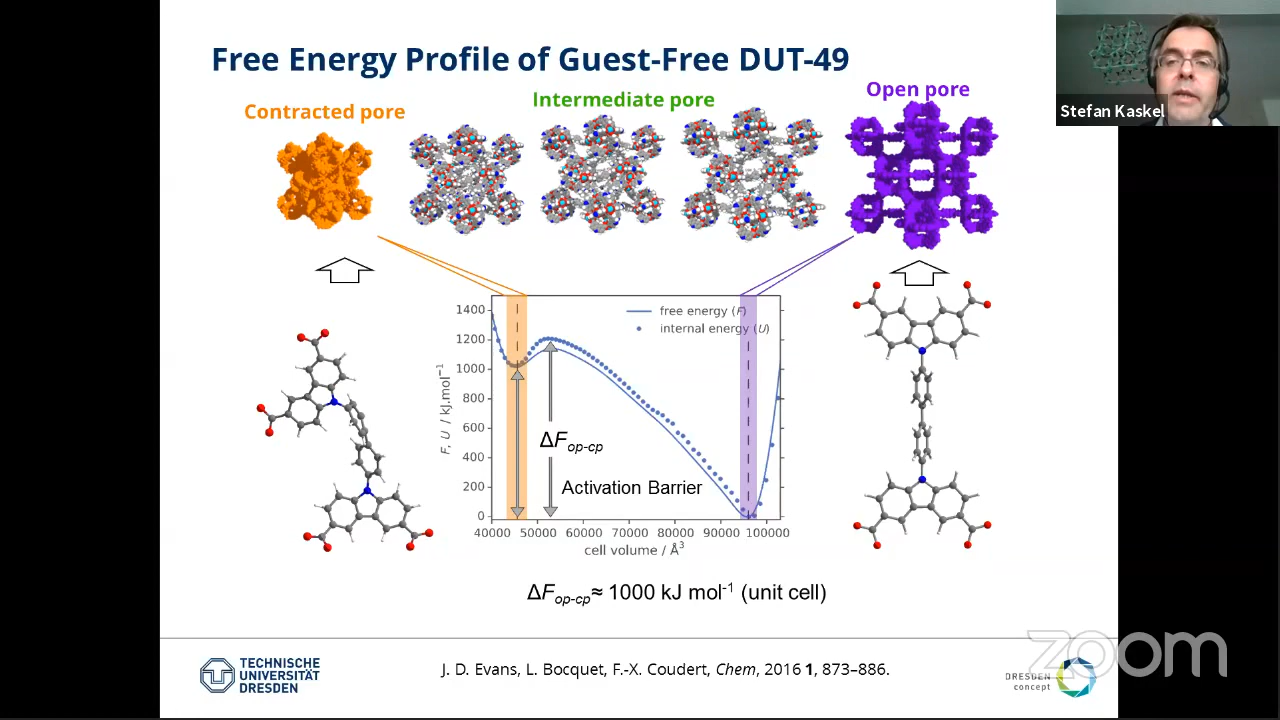 Free Energy Profile of Guest-Free DUT-49
Contracted pore
Intermediate pore
Open pore
Stefan Kaskel
free energy (F)
internal energy (U)
F, U / kJ.mol⁻¹
1400
1200
1000
800
600
400
200
0
ΔFop-cp
Activation Barrier
40000 50000 60000 70000 80000 90000 100000
cell volume / Å³
ΔFop-cp≈ 1000 kJ mol⁻¹ (unit cell)
TECHNISCHE
UNIVERSITÄT
DRESDEN
J. D. Evans, L. Bocquet, F.-X. Coudert, Chem, 2016 1, 873–886.
DRESDEN
concept
zoom